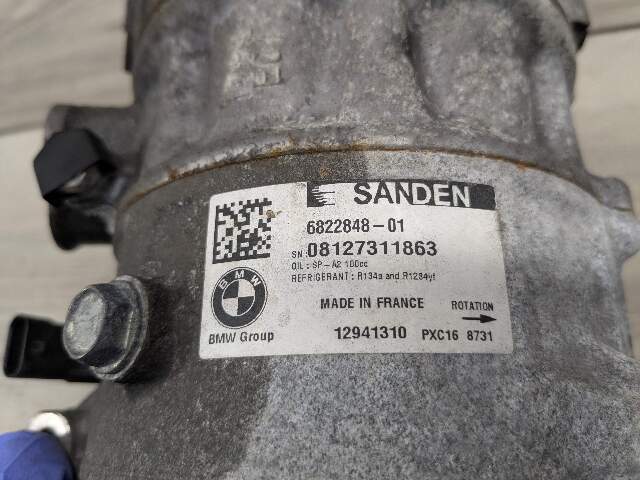 SANDEN
6822848-01
SN: 08127311863
OIL : SP-A2 100cc
REFRIGERANT : R134a and R1234yf
BMW
MADE IN FRANCE ROTATION
BMW Group 12941310 PXC16 8731